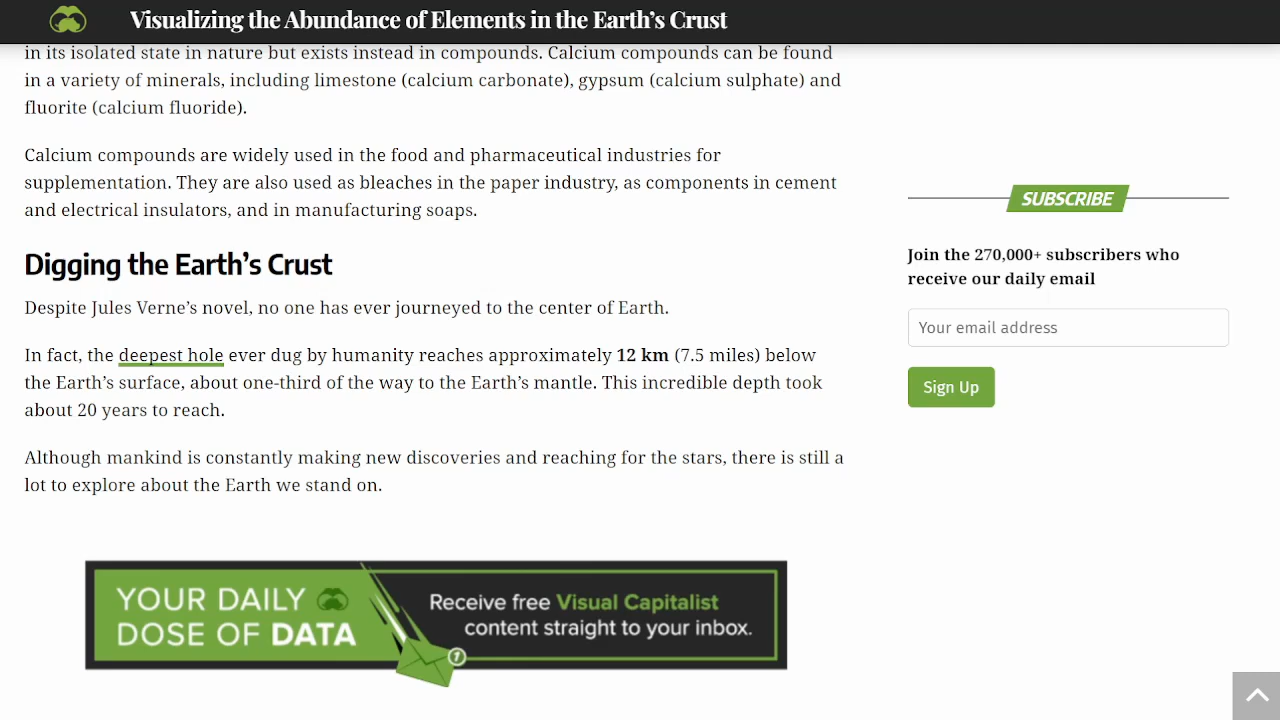 Visualizing the Abundance of Elements in the Earth's Crust
in its isolated state in nature but exists instead in compounds. Calcium compounds can be found
in a variety of minerals, including limestone (calcium carbonate), gypsum (calcium sulphate) and
fluorite (calcium fluoride).
Calcium compounds are widely used in the food and pharmaceutical industries for
supplementation. They are also used as bleaches in the paper industry, as components in cement
and electrical insulators, and in manufacturing soaps.
Digging the Earth's Crust
Despite Jules Verne's novel, no one has ever journeyed to the center of Earth.
In fact, the deepest hole ever dug by humanity reaches approximately 12 km (7.5 miles) below
the Earth's surface, about one-third of the way to the Earth's mantle. This incredible depth took
about 20 years to reach.
Although mankind is constantly making new discoveries and reaching for the stars, there is still a
lot to explore about the Earth we stand on.
YOUR DAILY
DOSE OF DATA
1
Receive free Visual Capitalist
content straight to your inbox.
SUBSCRIBE
Join the 270,000+ subscribers who
receive our daily email
Your email address
Sign Up